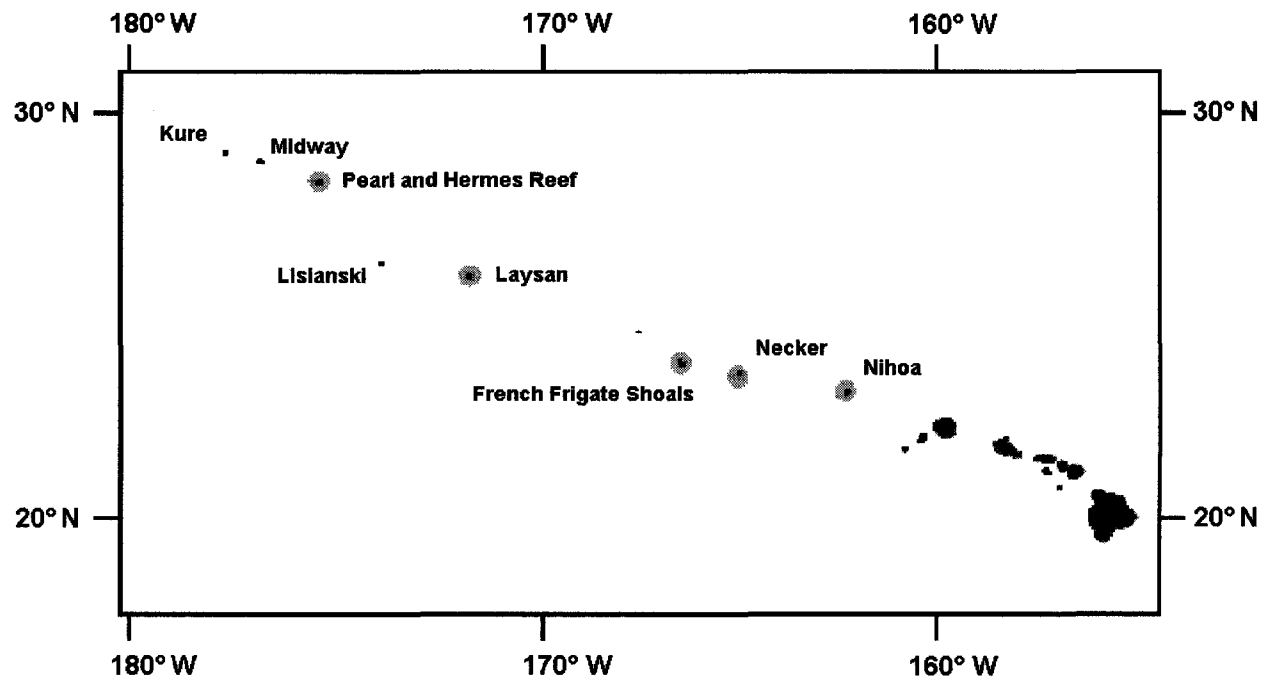 180° W 170° W 160° W
30° N 30° N
Kure
Midway
Pearl and Hermes Reef
Lisianski
Laysan
Necker
Nihoa
French Frigate Shoals
20° N 20° N
180° W 170° W 160° W